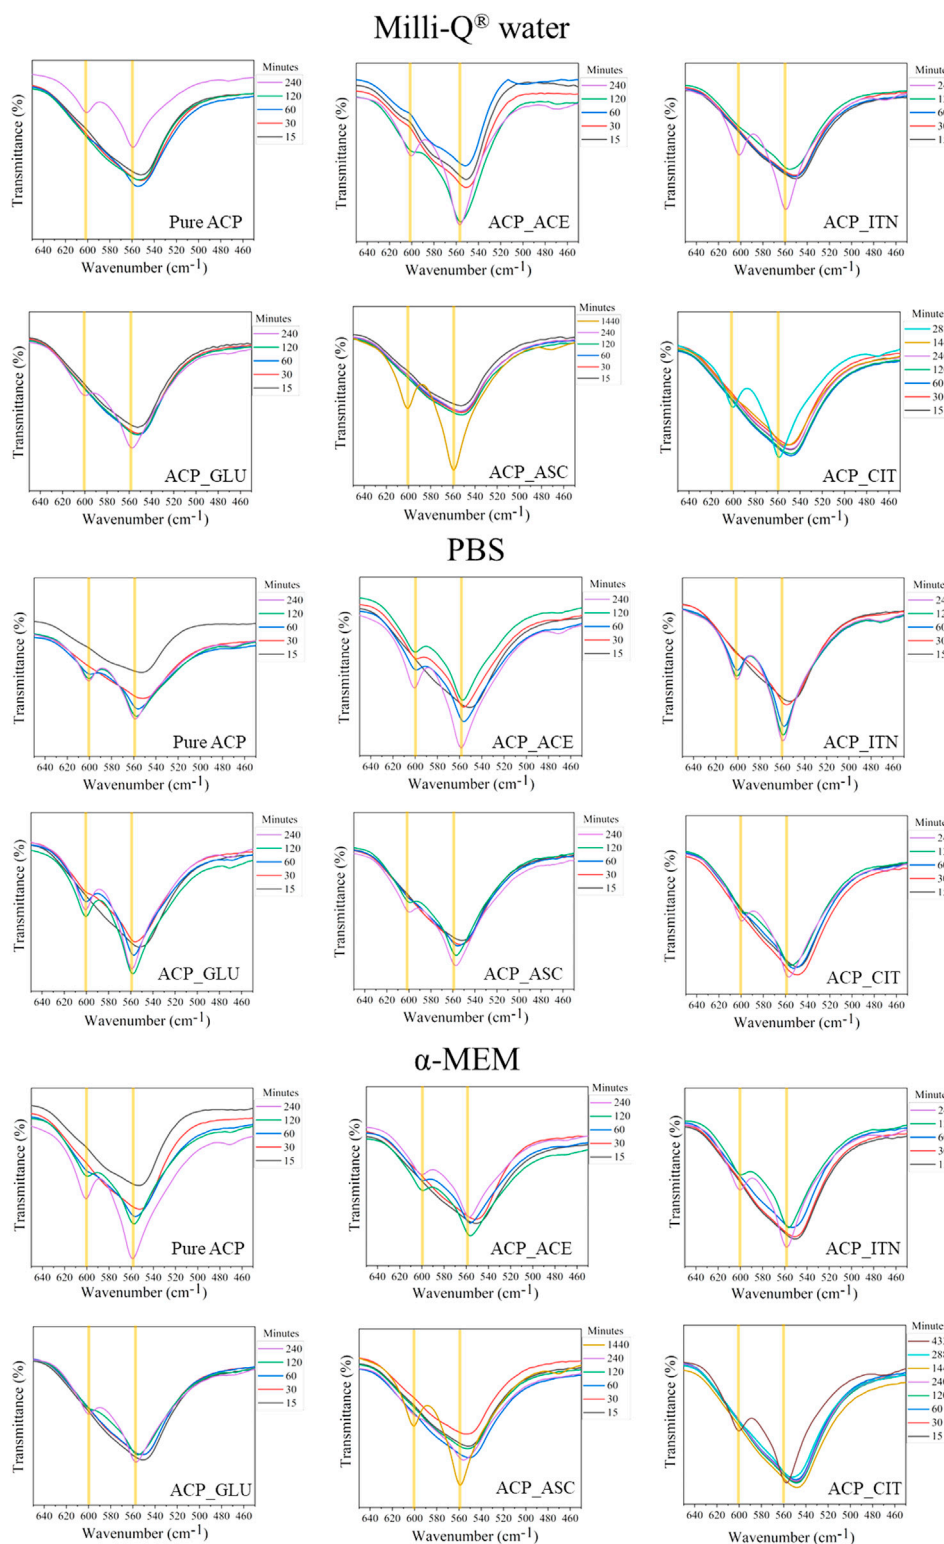 Milli-Q® water
Transmittance (%)
Minutes
240
120
60
30
15
Pure ACP
640 620 600 580 560 540 520 500 480 460
Wavenumber (cm-1)
Transmittance (%)
Minutes
240
120
60
30
15
ACP_ACE
640 620 600 580 560 540 520 500 480 460
Wavenumber (cm-1)
Transmittance (%)
Minutes
ACP_ITN
640 620 600 580 560 540 520 500 480 460
Wavenumber (cm-1)
Transmittance (%)
Minutes
240
120
60
30
15
ACP_GLU
640 620 600 580 560 540 520 500 480 460
Wavenumber (cm-1)
Transmittance (%)
Minutes
1440
240
120
60
30
15
ACP_ASC
640 620 600 580 560 540 520 500 480 460
Wavenumber (cm-1)
Transmittance (%)
Minutes
28
14
24
120
60
30
15
ACP_CIT
640 620 600 580 560 540 520 500 480 460
Wavenumber (cm-1)
PBS
Transmittance (%)
Minutes
240
120
60
30
15
Pure ACP
640 620 600 580 560 540 520 500 480 460
Wavenumber (cm-1)
Transmittance (%)
Minutes
240
120
60
30
15
ACP_ACE
640 620 600 580 560 540 520 500 480 460
Wavenumber (cm-1)
Transmittance (%)
Minutes
ACP_ITN
640 620 600 580 560 540 520 500 480 460
Wavenumber (cm-1)
Transmittance (%)
Minutes
240
120
60
30
15
ACP_GLU
640 620 600 580 560 540 520 500 480 460
Wavenumber (cm-1)
Transmittance (%)
Minutes
240
120
60
30
15
ACP_ASC
640 620 600 580 560 540 520 500 480 460
Wavenumber (cm-1)
Transmittance (%)
ACP_CIT
640 620 600 580 560 540 520 500 480 460
Wavenumber (cm-1)
α-MEM
Transmittance (%)
Minutes
240
120
60
30
15
Pure ACP
640 620 600 580 560 540 520 500 480 460
Wavenumber (cm-1)
Transmittance (%)
Minutes
240
120
60
30
15
ACP_ACE
640 620 600 580 560 540 520 500 480 460
Wavenumber (cm-1)
Transmittance (%)
Minutes
ACP_ITN
640 620 600 580 560 540 520 500 480 460
Wavenumber (cm-1)
Transmittance (%)
Minutes
240
120
60
30
15
ACP_GLU
640 620 600 580 560 540 520 500 480 460
Wavenumber (cm-1)
Transmittance (%)
Minutes
1440
240
120
60
30
15
ACP_ASC
640 620 600 580 560 540 520 500 480 460
Wavenumber (cm-1)
Transmittance (%)
Minutes
288
144
240
120
60
30
15
ACP_CIT
640 620 600 580 560 540 520 500 480 460
Wavenumber (cm-1)